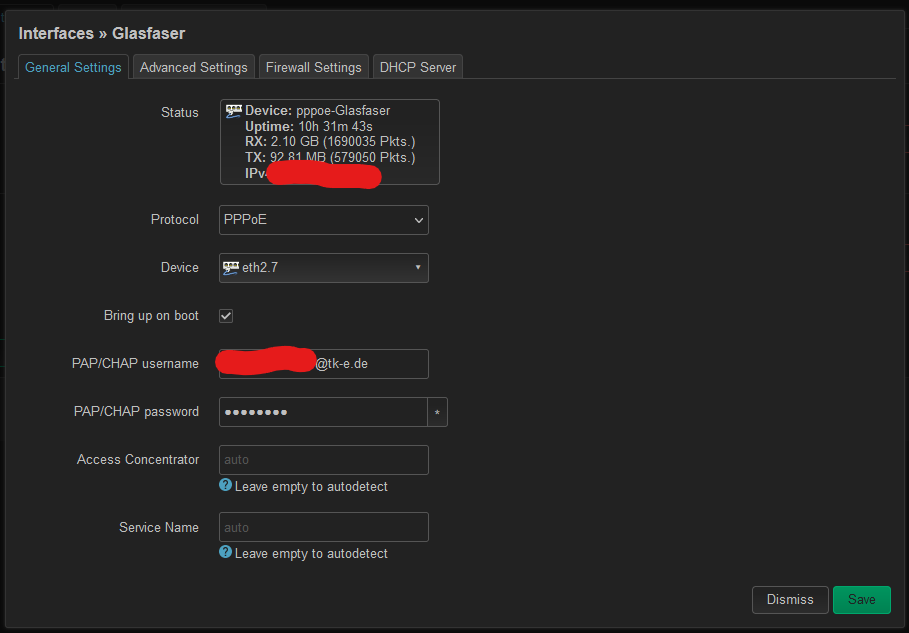 Interfaces » Glasfaser
General Settings
Advanced Settings
Firewall Settings
DHCP Server
Status
Device: pppoe-Glasfaser
Uptime: 10h 31m 43s
RX: 2.10 GB (1690035 Pkts.)
TX: 92.81 MB (579050 Pkts.)
Protocol
PPPoE
Device
eth2.7
Bring up on boot
PAP/CHAP username
@tk-e.de
PAP/CHAP password
••••••••
*
Access Concentrator
auto
? Leave empty to autodetect
Service Name
auto
? Leave empty to autodetect
Dismiss
Save